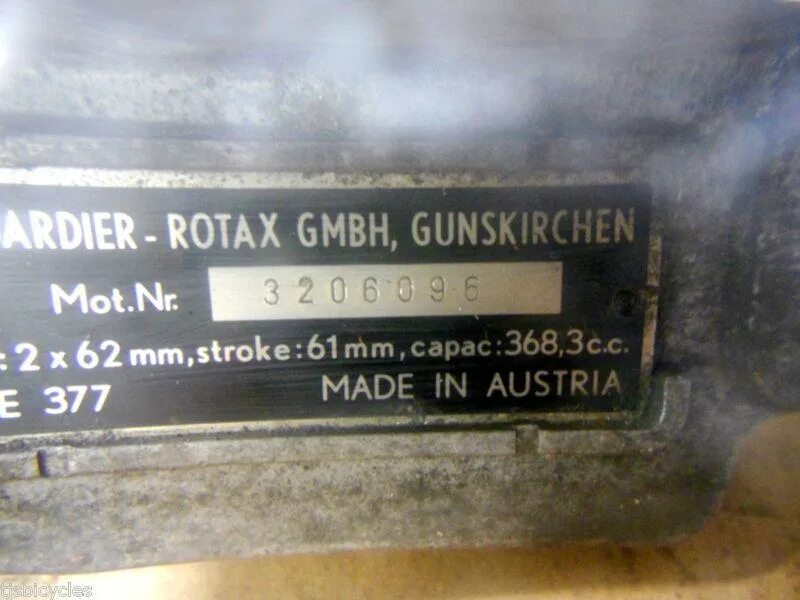 ARDIER - ROTAX GMBH, GUNSKIRCHEN
Mot.Nr. 3206096
: 2 x 62 mm, stroke: 61 mm, capac: 368,3 c.c.
E 377 MADE IN AUSTRIA
tjsbicycles